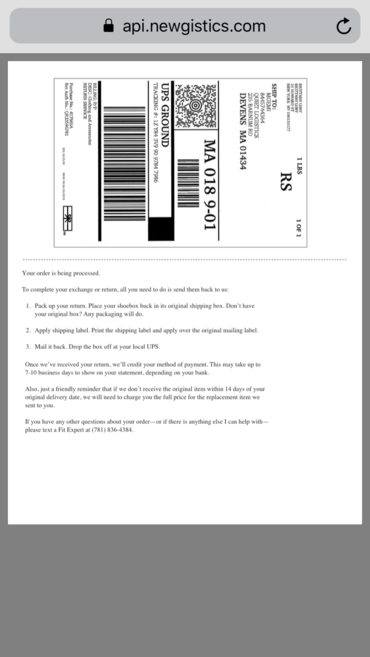 api.newgistics.com
1 LBS
1 OF 1
RS
SHIP TO:
QUIET LOGISTICS
DEVENS MA 01434
MA 018 9-01
UPS GROUND
BILLING: P/P
RETURN SERVICE
Your order is being processed.
To complete your exchange or return, all you need to do is send them back to us:
1. Pack up your return. Place your shoebox back in its original shipping box. Don't have
your original box? Any packaging will do.
2. Apply shipping label. Print the shipping label and apply over the original mailing label.
3. Mail it back. Drop the box off at your local UPS.
Once we've received your return, we'll credit your method of payment. This may take up to
7-10 business days to show on your statement, depending on your bank.
Also, just a friendly reminder that if we don't receive the original item within 14 days of your
original delivery date, we will need to charge you the full price for the replacement item we
sent to you.
If you have any other questions about your order—or if there is anything else I can help with—
please text a Fit Expert at (781) 836-4384.